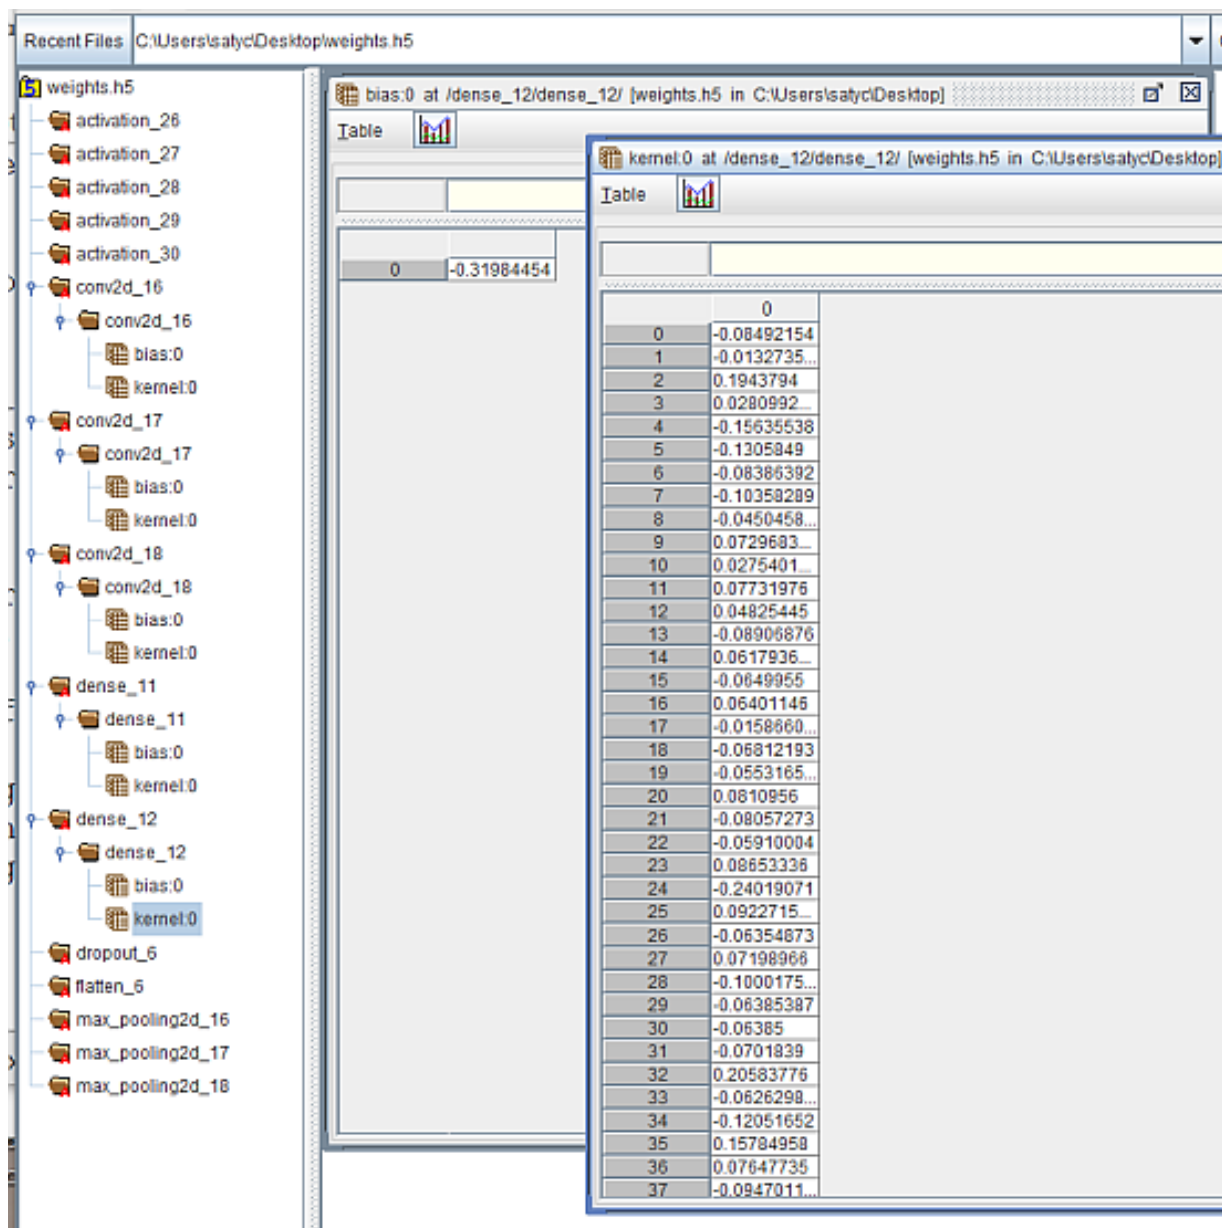 Recent Files C:\Users\satyc\Desktop\weights.h5
weights.h5
activation_26
activation_27
activation_28
activation_29
activation_30
conv2d_16
conv2d_16
bias:0
kernel:0
conv2d_17
conv2d_17
bias:0
kernel:0
conv2d_18
conv2d_18
bias:0
kernel:0
dense_11
dense_11
bias:0
kernel:0
dense_12
dense_12
bias:0
kernel:0
dropout_6
flatten_6
max_pooling2d_16
max_pooling2d_17
max_pooling2d_18
bias:0 at /dense_12/dense_12/ [weights.h5 in C:\Users\satyc\Desktop]
Table
0 -0.31984454
kernel:0 at /dense_12/dense_12/ [weights.h5 in C:\Users\satyc\Desktop]
Table
0
0 -0.08492154
1 -0.0132735...
2 0.1943794
3 0.0280992...
4 -0.15635538
5 -0.1305849
6 -0.08386392
7 -0.10358289
8 -0.0450458...
9 0.0729683...
10 0.0275401...
11 0.07731976
12 0.04825445
13 -0.08906876
14 0.0617936...
15 -0.0649955
16 0.06401146
17 -0.0158660...
18 -0.06812193
19 -0.0553165...
20 0.0810956
21 -0.08057273
22 -0.05910004
23 0.08653336
24 -0.24019071
25 0.0922715...
26 -0.06354873
27 0.07198966
28 -0.1000175...
29 -0.06385387
30 -0.06385
31 -0.0701839
32 0.20583776
33 -0.0626298...
34 -0.12051652
35 0.15784958
36 0.07647735
37 -0.0947011...